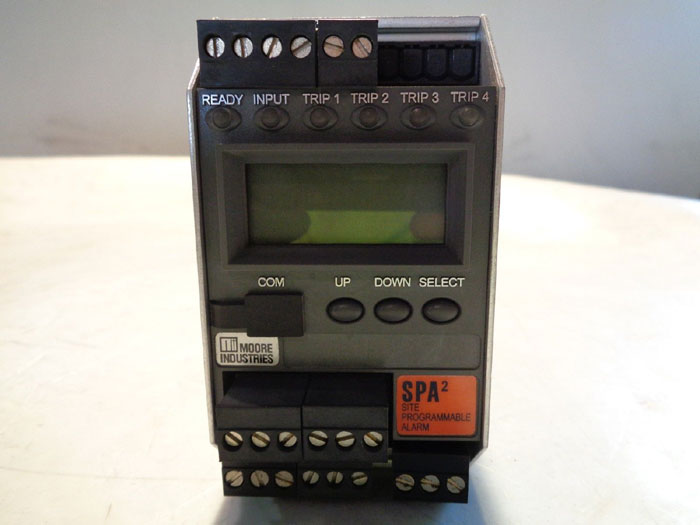 READY INPUT TRIP 1 TRIP 2 TRIP 3 TRIP 4
COM UP DOWN SELECT
MOORE
INDUSTRIES
SPA²
SITE
PROGRAMMABLE
ALARM